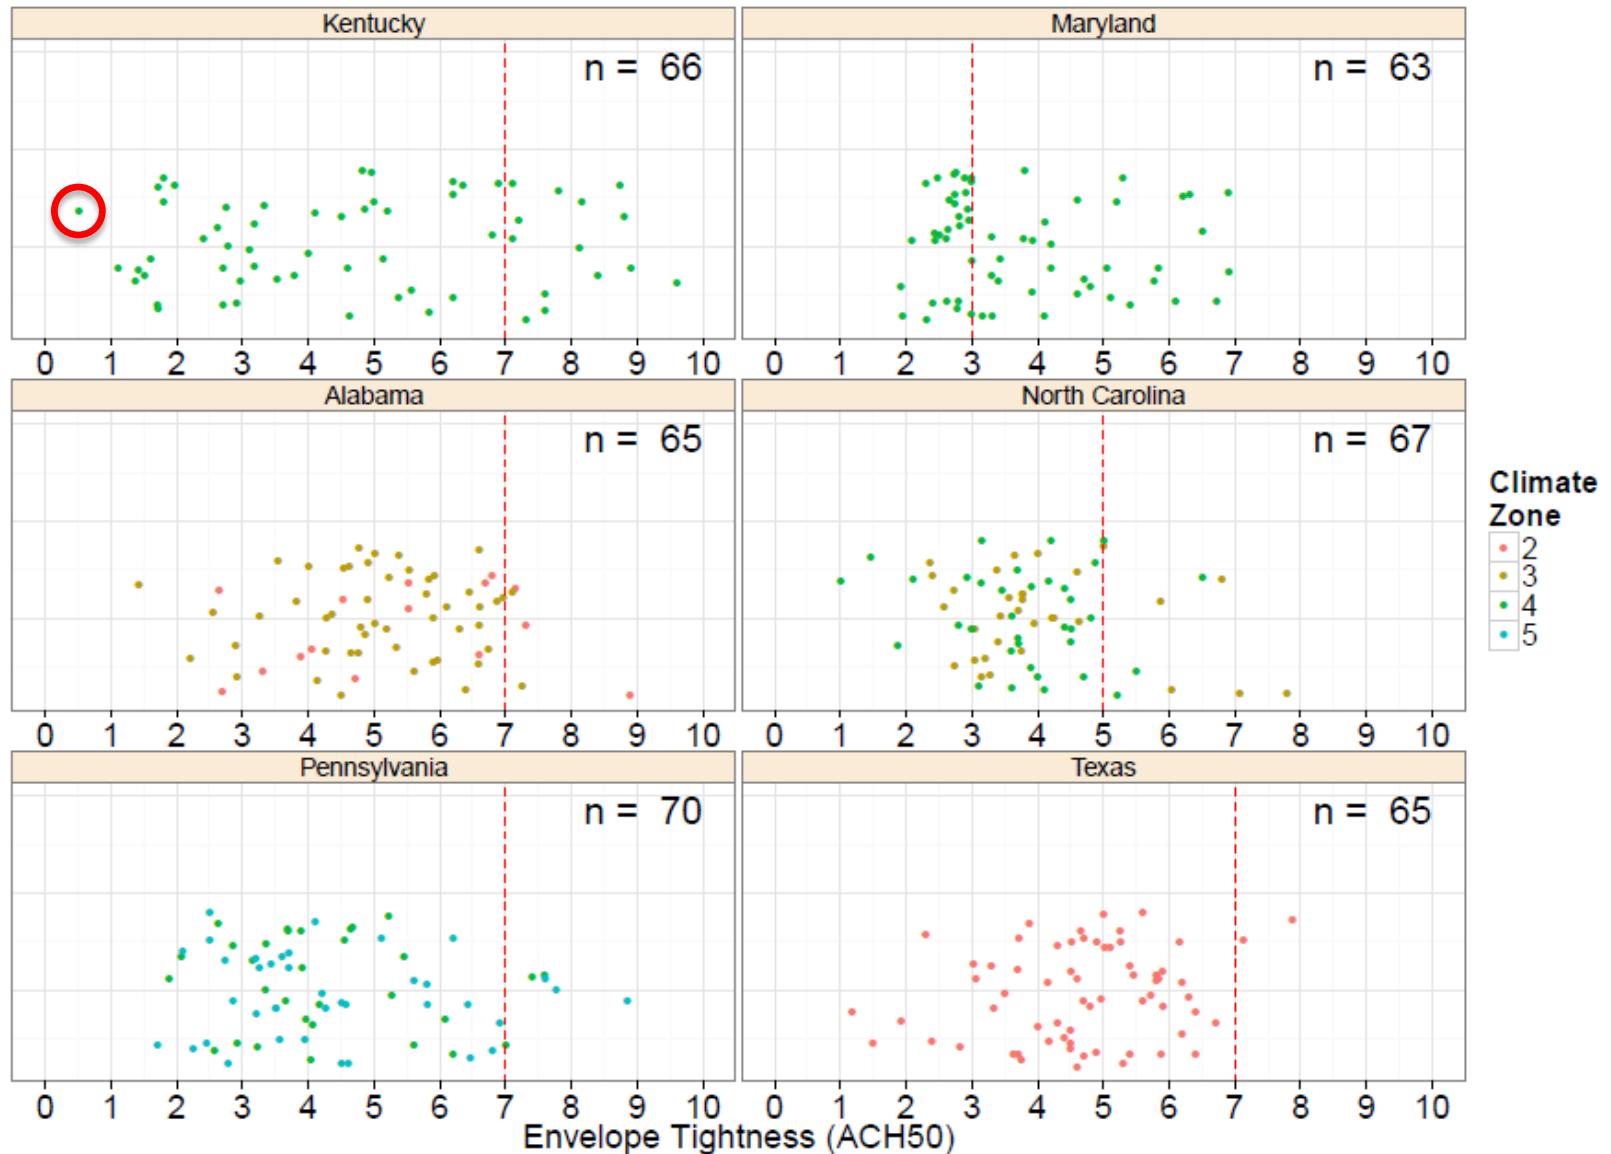 Kentucky
n = 66
0 1 2 3 4 5 6 7 8 9 10
Maryland
n = 63
0 1 2 3 4 5 6 7 8 9 10
Alabama
n = 65
0 1 2 3 4 5 6 7 8 9 10
North Carolina
n = 67
0 1 2 3 4 5 6 7 8 9 10
Pennsylvania
n = 70
0 1 2 3 4 5 6 7 8 9 10
Texas
n = 65
0 1 2 3 4 5 6 7 8 9 10
Envelope Tightness (ACH50)
Climate
Zone
2
3
4
5